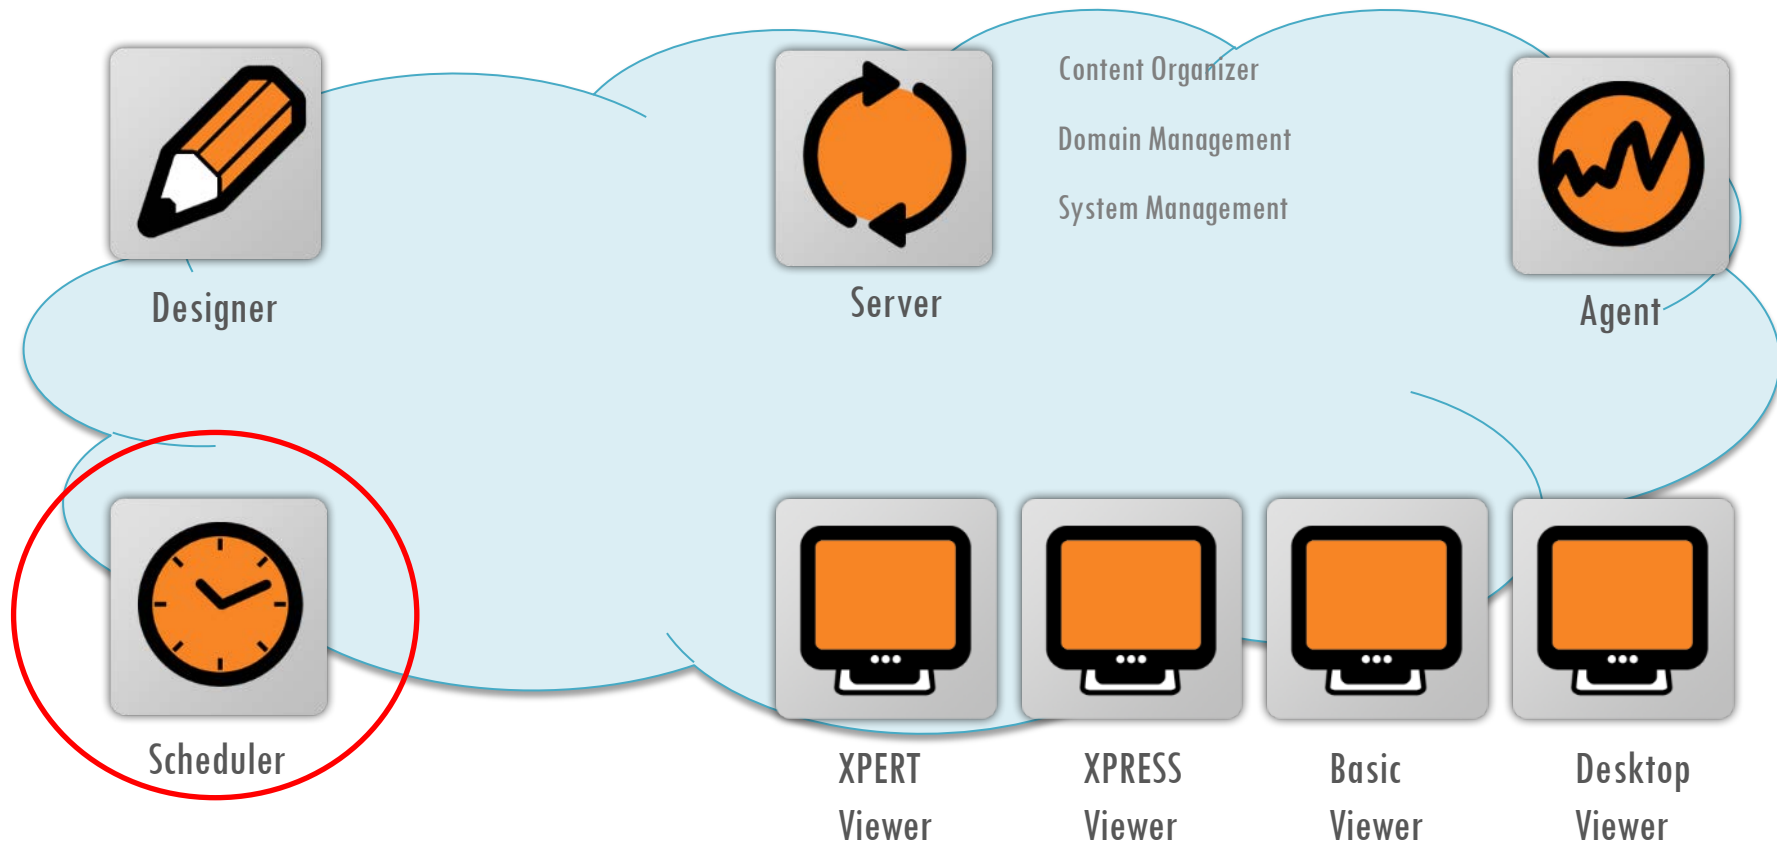 Content Organizer
Domain Management
System Management
Designer
Server
Agent
Scheduler
XPERT
Viewer
XPRESS
Viewer
Basic
Viewer
Desktop
Viewer